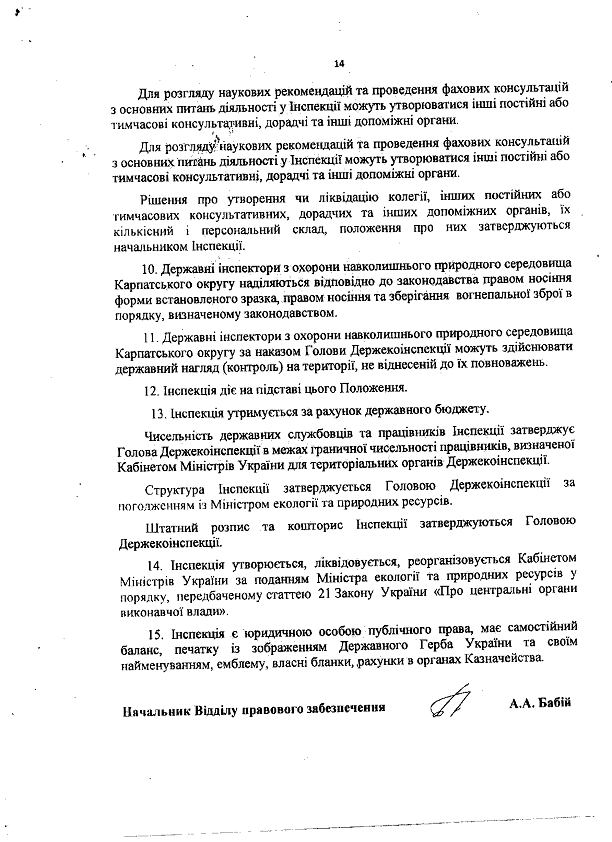 14
Для розгляду наукових рекомендацій та проведення фахових консультацій
з основних питань діяльності у Інспекції можуть утворюватися інші постійні або
тимчасові консультативні, дорадчі та інші допоміжні органи.
Для розгляду наукових рекомендацій та проведення фахових консультацій
з основних питань діяльності у Інспекції можуть утворюватися інші постійні або
тимчасові консультативні, дорадчі та інші допоміжні органи.
Рішення про утворення чи ліквідацію колегії, інших постійних або
тимчасових консультативних, дорадчих та інших допоміжних органів, їх
кількісний і персональний склад, положення про них затверджуються
начальником Інспекції.
10. Державні інспектори з охорони навколишнього природного середовища
Карпатського округу наділяються відповідно до законодавства правом носіння
форми встановленого зразка, правом носіння та зберігання вогнепальної зброї в
порядку, визначеному законодавством.
11. Державні інспектори з охорони навколишнього природного середовища
Карпатського округу за наказом Голови Держекоінспекції можуть здійснювати
державний нагляд (контроль) на території, не віднесеній до їх повноважень.
12. Інспекція діє на підставі цього Положення.
13. Інспекція утримується за рахунок державного бюджету.
Чисельність державних службовців та працівників Інспекції затверджує
Голова Держекоінспекції в межах граничної чисельності працівників, визначеної
Кабінетом Міністрів України для територіальних органів Держекоінспекції.
Структура Інспекції затверджується Головою Держекоінспекції за
поголженням із Міністром екології та природних ресурсів.
Штатний розпис та кошторис Інспекції затверджуються Головою
Держекоінспекції.
14. Інспекція утворюється, ліквідовується, реорганізовується Кабінетом
Міністрів України за поданням Міністра екології та природних ресурсів у
порядку, передбаченому статтею 21 Закону України «Про центральні органи
виконавчої влади».
15. Інспекція є юридичною особою публічного права, має самостійний
баланс, печатку із зображенням Державного Герба України та своїм
найменуванням, емблему, власні бланки, рахунки в органах Казначейства.
Начальник Відділу правового забезпечення
А.А. Бабій